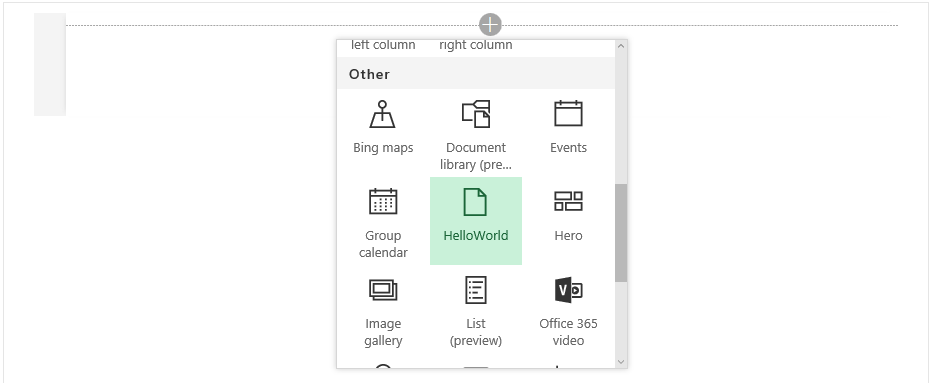 left column right column
Other
Bing maps Document Events
library (pre...
Group HelloWorld Hero
calendar
Image List Office 365
gallery (preview) video